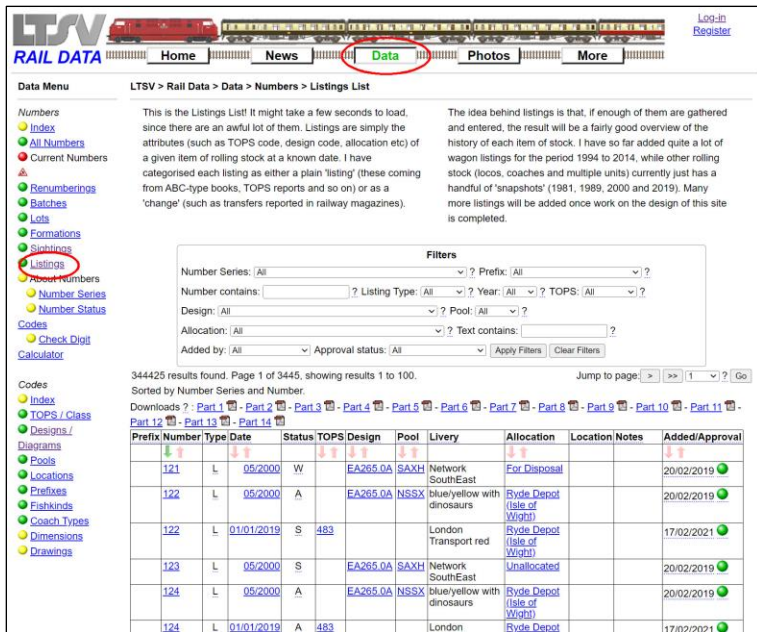 LTSV
RAIL DATA
Home
News
Data
Photos
More
Log-in
Register
Data Menu
Numbers
Index
All Numbers
Current Numbers
Renumberings
Batches
Lots
Formations
Sightings
Listings
About Numbers
Number Series
Number Status
Codes
Check Digit
Calculator
Codes
Index
TOPS / Class
Designs /
Diagrams
Pools
Locations
Prefixes
Fishkinds
Coach Types
Dimensions
Drawings
LTSV > Rail Data > Data > Numbers > Listings List
This is the Listings List! It might take a few seconds to load,
since there are an awful lot of them. Listings are simply the
attributes (such as TOPS code, design code, allocation etc) of
a given item of rolling stock at a known date. I have
categorised each listing as either a plain 'listing' (these coming
from ABC-type books, TOPS reports and so on) or as a
'change' (such as transfers reported in railway magazines).
The idea behind listings is that, if enough of them are gathered
and entered, the result will be a fairly good overview of the
history of each item of stock. I have so far added quite a lot of
wagon listings for the period 1994 to 2014, while other rolling
stock (locos, coaches and multiple units) currently just has a
handful of 'snapshots' (1981, 1989, 2000 and 2019). Many
more listings will be added once work on the design of this site
is completed.
Filters
Number Series: All ? Prefix: All ?
Number contains: ? Listing Type: All ? Year: All ? TOPS: All ?
Design: All ? Pool: All ?
Allocation: All ? Text contains: ?
Added by: All ? Approval status: All Apply Filters Clear Filters
344425 results found. Page 1 of 3445, showing results 1 to 100. Jump to page: > >> 1 ? Go
Sorted by Number Series and Number.
Downloads ? : Part 1 - Part 2 - Part 3 - Part 4 - Part 5 - Part 6 - Part 7 - Part 8 - Part 9 - Part 10 - Part 11 -
Part 12 - Part 13 - Part 14
Prefix Number Type Date Status TOPS Design Pool Livery Allocation Location Notes Added/Approval
121 L 05/2000 W EA265.0A SAXH Network SouthEast For Disposal 20/02/2019
122 L 05/2000 A EA265.0A NSSX blue/yellow with dinosaurs Ryde Depot (Isle of Wight) 20/02/2019
122 L 01/01/2019 S 483 London Transport red Ryde Depot (Isle of Wight) 17/02/2021
123 L 05/2000 S EA265.0A SAXH Network SouthEast Unallocated 20/02/2019
124 L 05/2000 A EA265.0A NSSX blue/yellow with dinosaurs Ryde Depot (Isle of Wight) 20/02/2019
124 L 01/01/2019 A 483 London Ryde Depot 17/02/2021